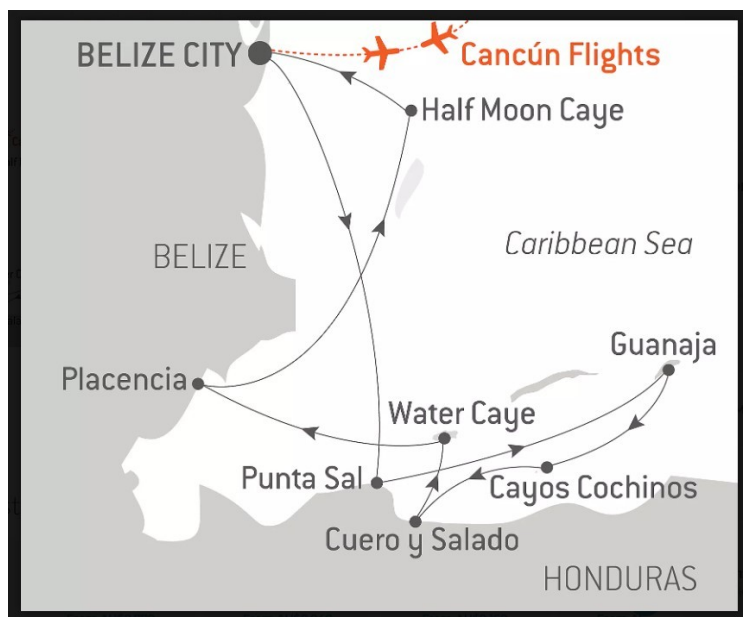 BELIZE CITY
Cancún Flights
Half Moon Caye
BELIZE
Caribbean Sea
Guanaja
Placencia
Water Caye
Punta Sal
Cayos Cochinos
Cuero y Salado
HONDURAS